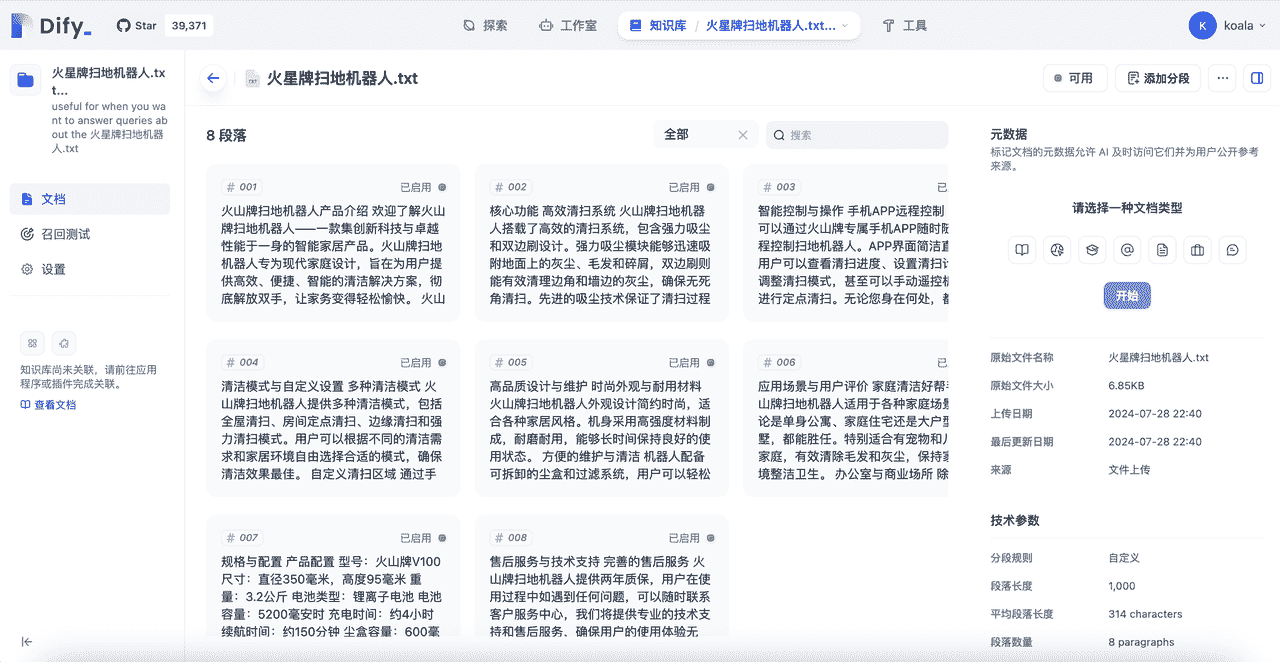 Dify_
Star 39,371
探索
工作室
知识库 / 火星牌扫地机器人.txt...
工具
K koala
火星牌扫地机器人.tx
t...
useful for when you wa
nt to answer queries ab
out the 火星牌扫地机器
人.txt
文档
召回测试
设置
知识库尚未关联，请前往应用
程序或插件完成关联。
查看文档
火星牌扫地机器人.txt
可用
添加分段
8 段落
全部
搜索
# 001 已启用
火山牌扫地机器人产品介绍 欢迎了解火山
牌扫地机器人——一款集创新科技与卓越
性能于一身的智能家居产品。火山牌扫地
机器人专为现代家庭设计，旨在为用户提
供高效、便捷、智能的清洁解决方案，彻
底解放双手，让家务变得轻松愉快。 火山
# 002 已启用
核心功能 高效清扫系统 火山牌扫地机器
人搭载了高效的清扫系统，包含强力吸尘
和双边刷设计。强力吸尘模块能够迅速吸
附地面上的灰尘、毛发和碎屑，双边刷则
能有效清理边角和墙边的灰尘，确保无死
角清扫。先进的吸尘技术保证了清扫过程
# 003 已
智能控制与操作 手机APP远程控制
可以通过火山牌专属手机APP随时随
程控制扫地机器人。APP界面简洁直
用户可以查看清扫进度、设置清扫计
调整清扫模式，甚至可以手动遥控机
进行定点清扫。无论您身在何处，都
# 004 已启用
清洁模式与自定义设置 多种清洁模式 火
山牌扫地机器人提供多种清洁模式，包括
全屋清扫、房间定点清扫、边缘清扫和强
力清扫模式。用户可以根据不同的清洁需
求和家居环境自由选择合适的模式，确保
清洁效果最佳。 自定义清扫区域 通过手
# 005 已启用
高品质设计与维护 时尚外观与耐用材料
火山牌扫地机器人外观设计简约时尚，适
合各种家居风格。机身采用高强度材料制
成，耐磨耐用，能够长时间保持良好的使
用状态。 方便的维护与清洁 机器人配备
可拆卸的尘盒和过滤系统，用户可以轻松
# 006 已
应用场景与用户评价 家庭清洁好帮手
山牌扫地机器人适用于各种家庭场景
论是单身公寓、家庭住宅还是大户型
墅，都能胜任。特别适合有宠物和儿
家庭，有效清除毛发和灰尘，保持家
境整洁卫生。 办公室与商业场所 除
# 007 已启用
规格与配置 产品配置 型号：火山牌V100
尺寸：直径350毫米，高度95毫米 重
量：3.2公斤 电池类型：锂离子电池 电池
容量：5200毫安时 充电时间：约4小时
续航时间：约150分钟 尘盒容量：600毫
# 008 已启用
售后服务与技术支持 完善的售后服务 火
山牌扫地机器人提供两年质保，用户在使
用过程中如遇到任何问题，可以随时联系
客户服务中心，我们将提供专业的技术支
持和售后服务，确保用户的使用体验无
元数据
标记文档的元数据允许 AI 及时访问它们并为用户公开参考
来源。
请选择一种文档类型
开始
原始文件名称 火星牌扫地机器人.txt
原始文件大小 6.85KB
上传日期 2024-07-28 22:40
最后更新日期 2024-07-28 22:40
来源 文件上传
技术参数
分段规则 自定义
段落长度 1,000
平均段落长度 314 characters
段落数量 8 paragraphs